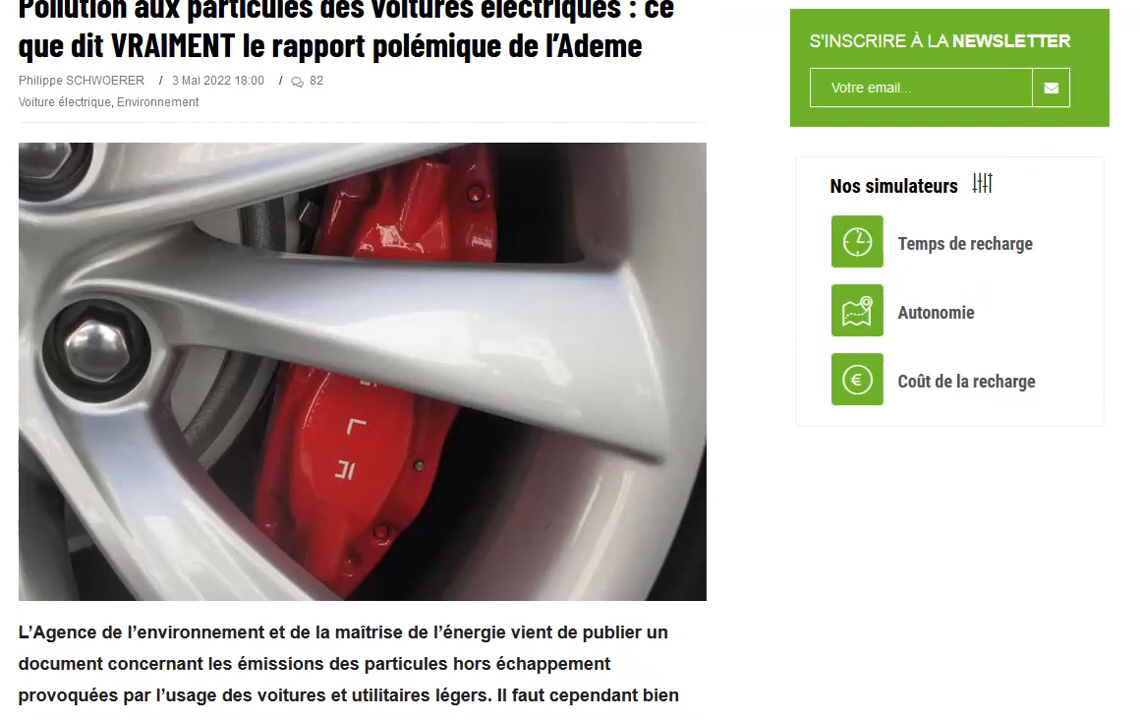 Pollution aux particules des voitures électriques : ce
que dit VRAIMENT le rapport polémique de l’Ademe
Philippe SCHWOERER / 3 Mai 2022 18:00 / 82
Voiture électrique, Environnement
L’Agence de l’environnement et de la maîtrise de l’énergie vient de publier un
document concernant les émissions des particules hors échappement
provoquées par l’usage des voitures et utilitaires légers. Il faut cependant bien
S'INSCRIRE À LA NEWSLETTER
Votre email...
Nos simulateurs
Temps de recharge
Autonomie
Coût de la recharge